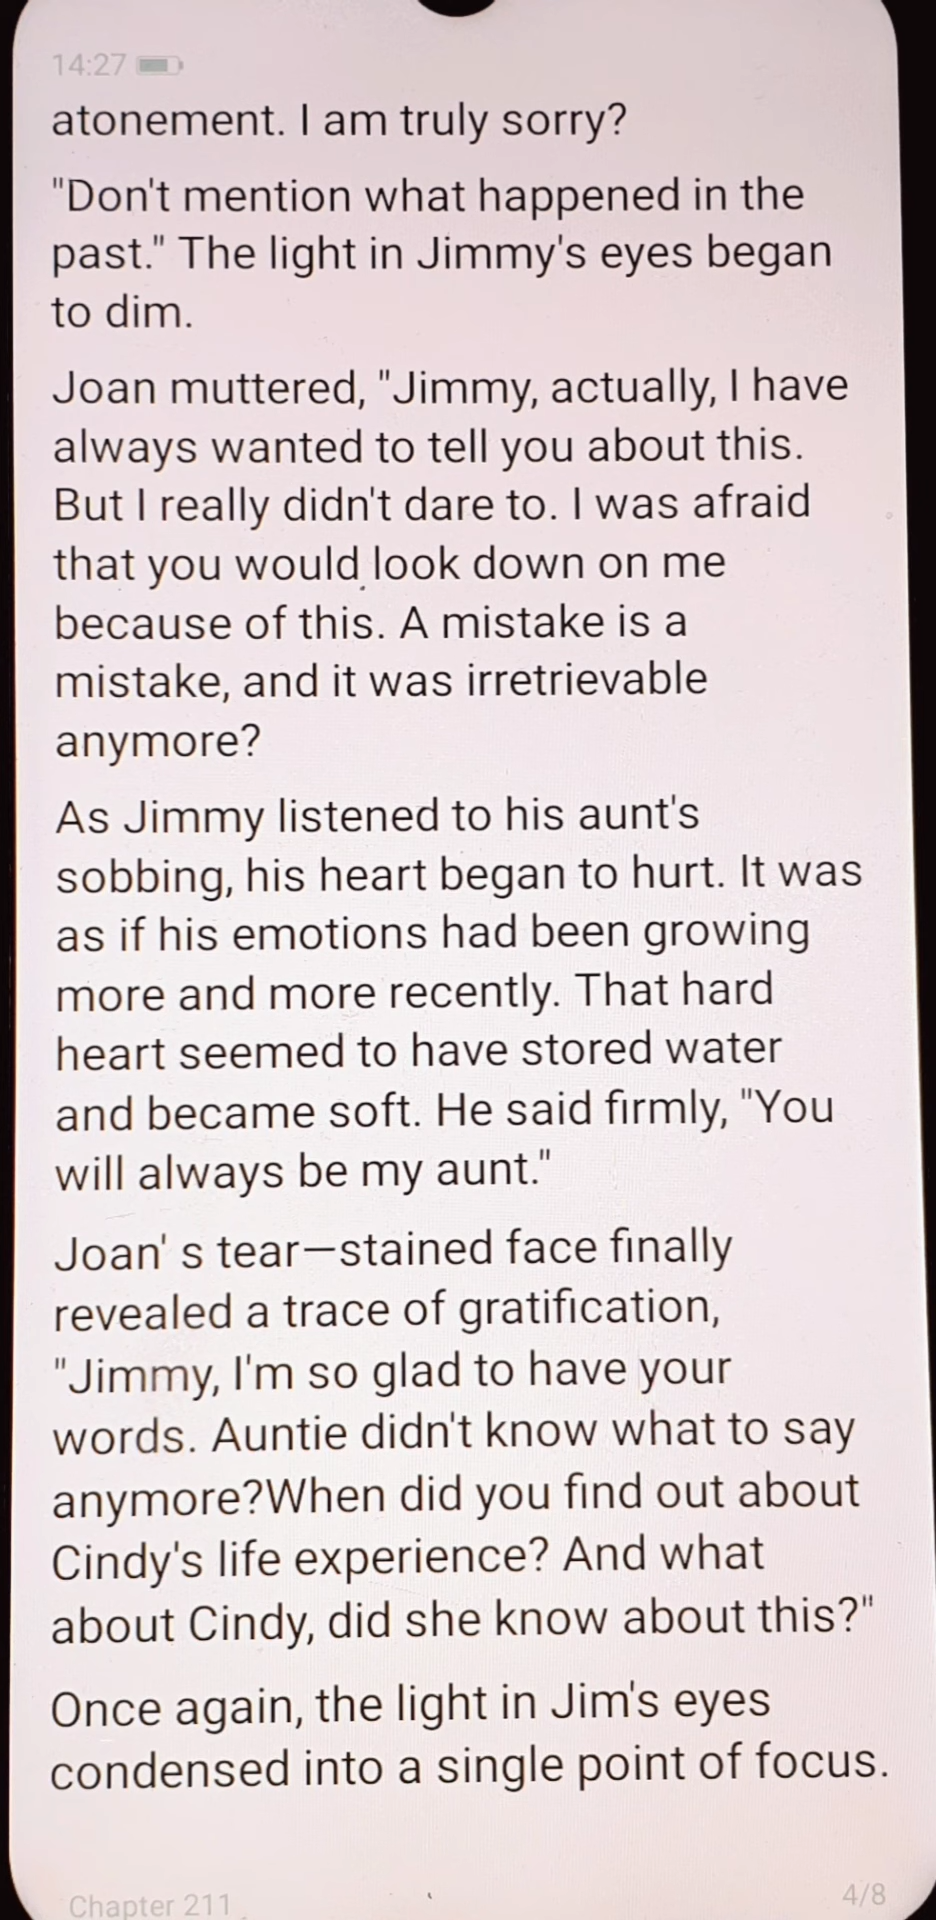 14:27
atonement. I am truly sorry?
"Don't mention what happened in the
past." The light in Jimmy's eyes began
to dim.
Joan muttered, "Jimmy, actually, I have
always wanted to tell you about this.
But I really didn't dare to. I was afraid
that you would look down on me
because of this. A mistake is a
mistake, and it was irretrievable
anymore?
As Jimmy listened to his aunt's
sobbing, his heart began to hurt. It was
as if his emotions had been growing
more and more recently. That hard
heart seemed to have stored water
and became soft. He said firmly, "You
will always be my aunt."
Joan' s tear—stained face finally
revealed a trace of gratification,
"Jimmy, I'm so glad to have your
words. Auntie didn't know what to say
anymore?When did you find out about
Cindy's life experience? And what
about Cindy, did she know about this?"
Once again, the light in Jim's eyes
condensed into a single point of focus.
Chapter 211
4/8